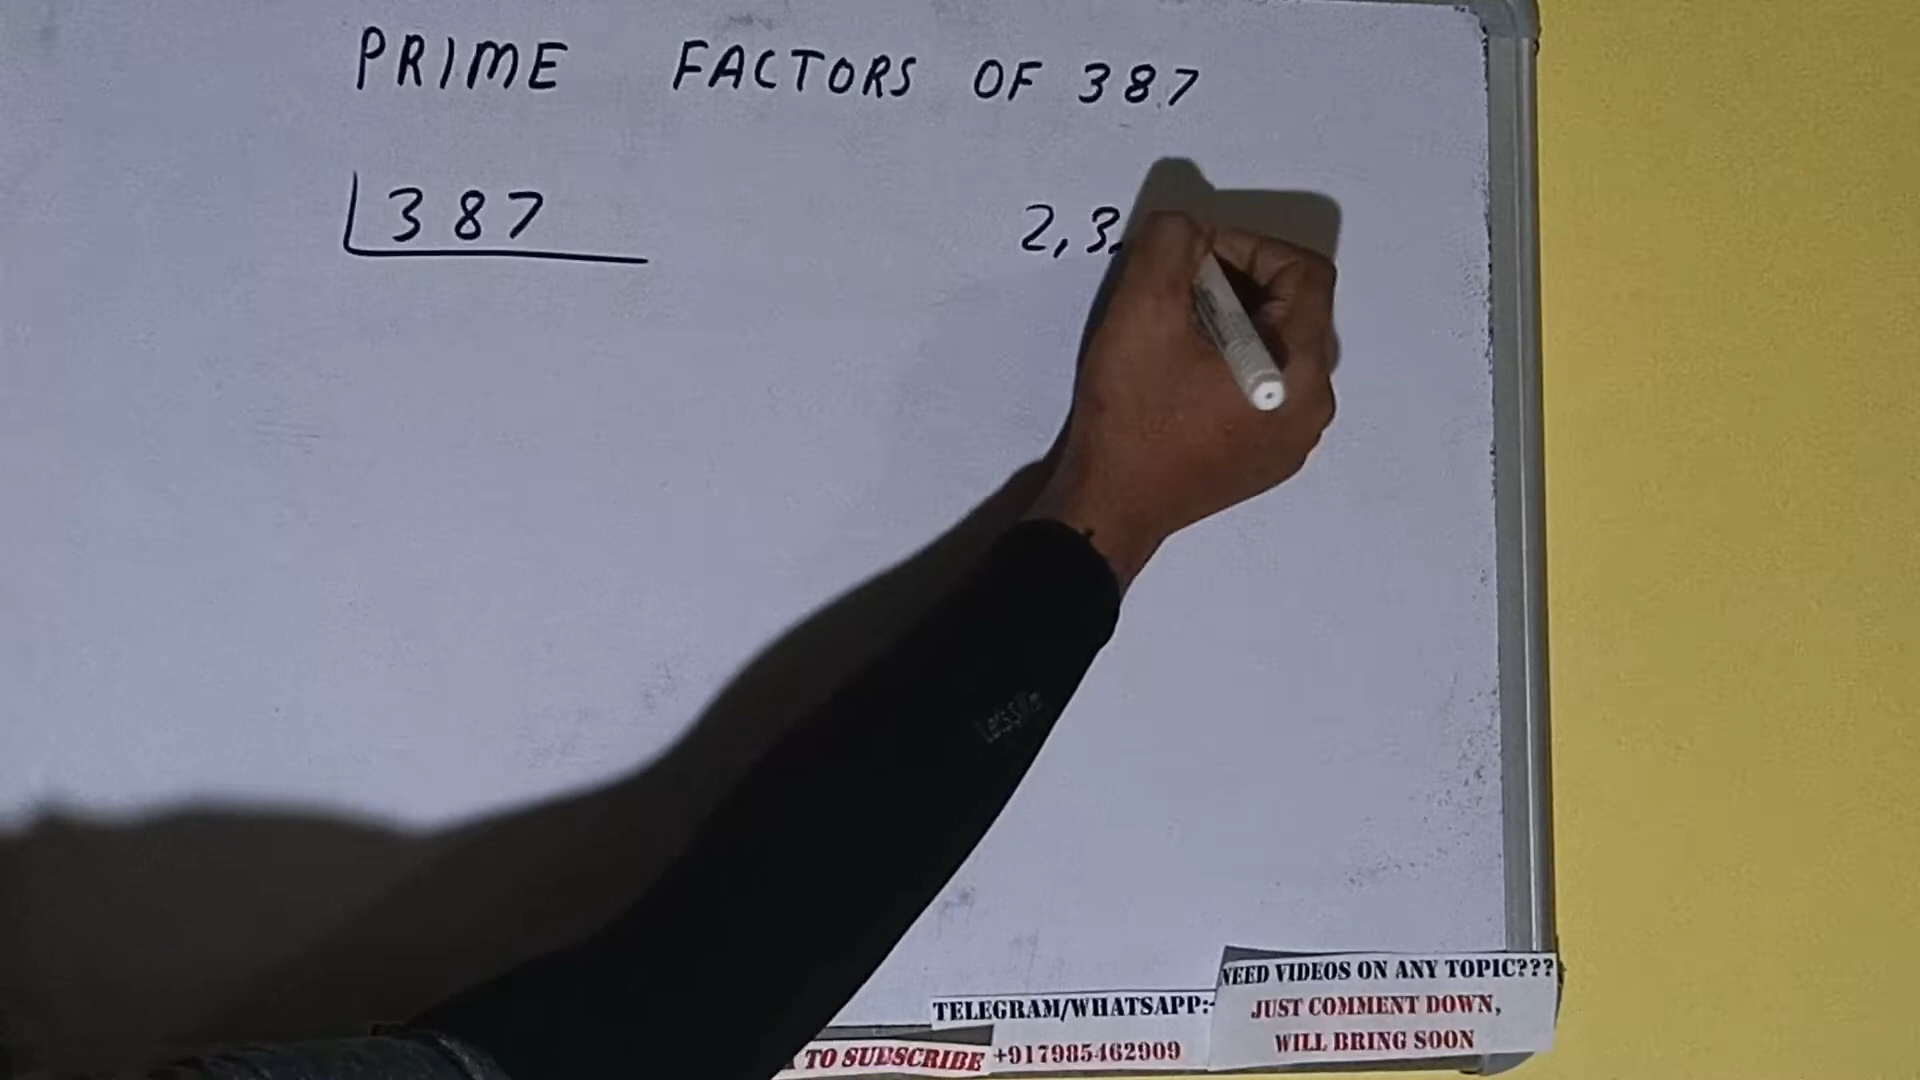 PRIME FACTORS OF 387
387
2,3
TELEGRAM/WHATSAPP:-
TO SUBSCRIBE +917985462909
NEED VIDEOS ON ANY TOPIC???
JUST COMMENT DOWN,
WILL BRING SOON